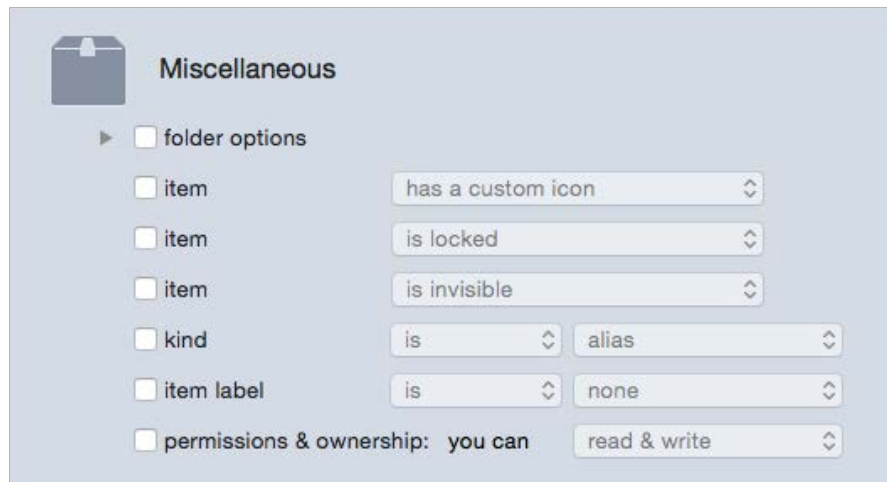 Miscellaneous
folder options
item has a custom icon
item is locked
item is invisible
kind is alias
item label is none
permissions & ownership: you can read & write